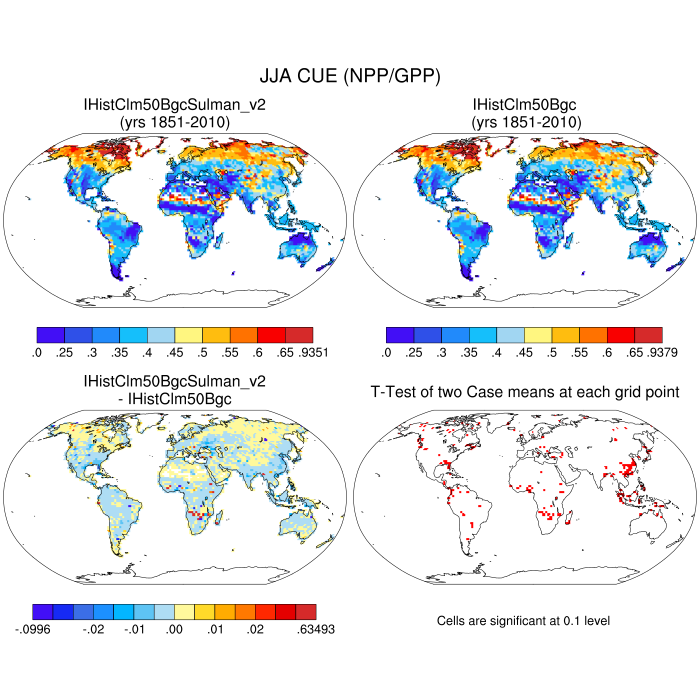 JJA CUE (NPP/GPP)
IHistClm50BgcSulman_v2
(yrs 1851-2010)
IHistClm50Bgc
(yrs 1851-2010)
.0 .25 .3 .35 .4 .45 .5 .55 .6 .65 .9351
.0 .25 .3 .35 .4 .45 .5 .55 .6 .65 .9379
IHistClm50BgcSulman_v2
- IHistClm50Bgc
T-Test of two Case means at each grid point
-.0996 -.02 -.01 .00 .01 .02 .63493
Cells are significant at 0.1 level